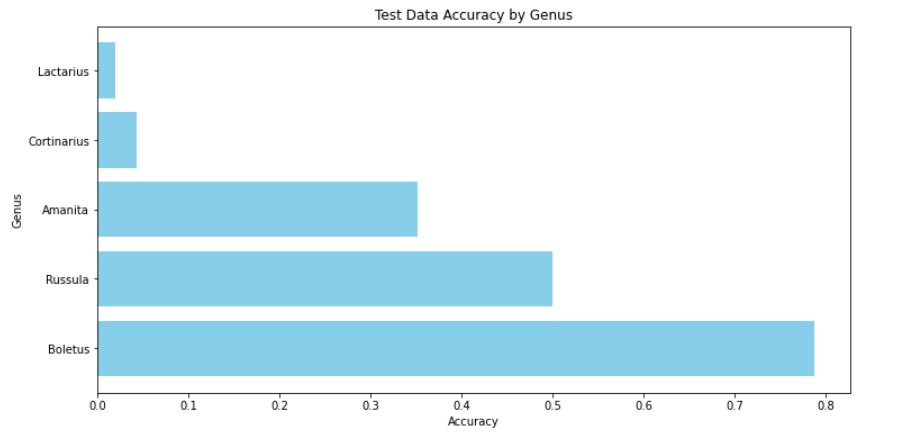 Test Data Accuracy by Genus
Lactarius
Cortinarius
Amanita
Russula
Boletus
Genus
0.0 0.1 0.2 0.3 0.4 0.5 0.6 0.7 0.8
Accuracy